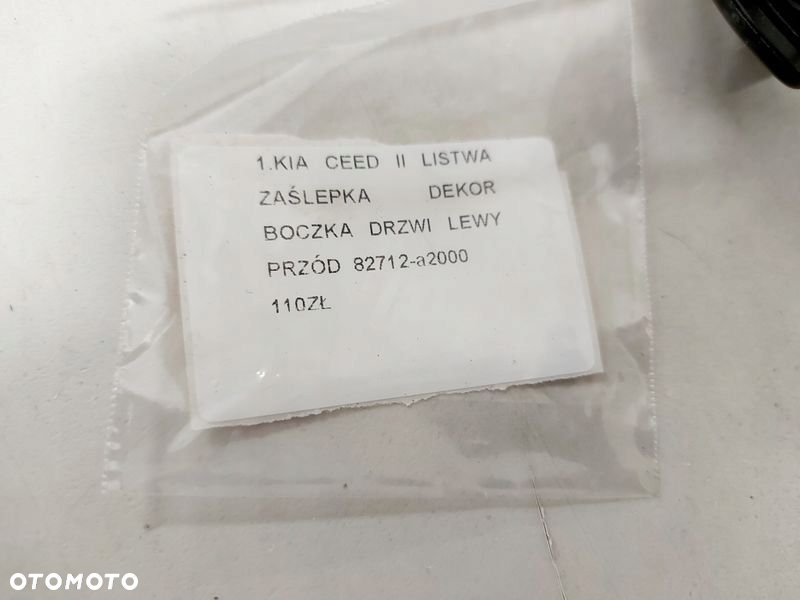 1.KIA CEED II LISTWA
ZAŚLEPKA DEKOR
BOCZKA DRZWI LEWY
PRZÓD 82712-a2000
110ZŁ
OTOMOTO